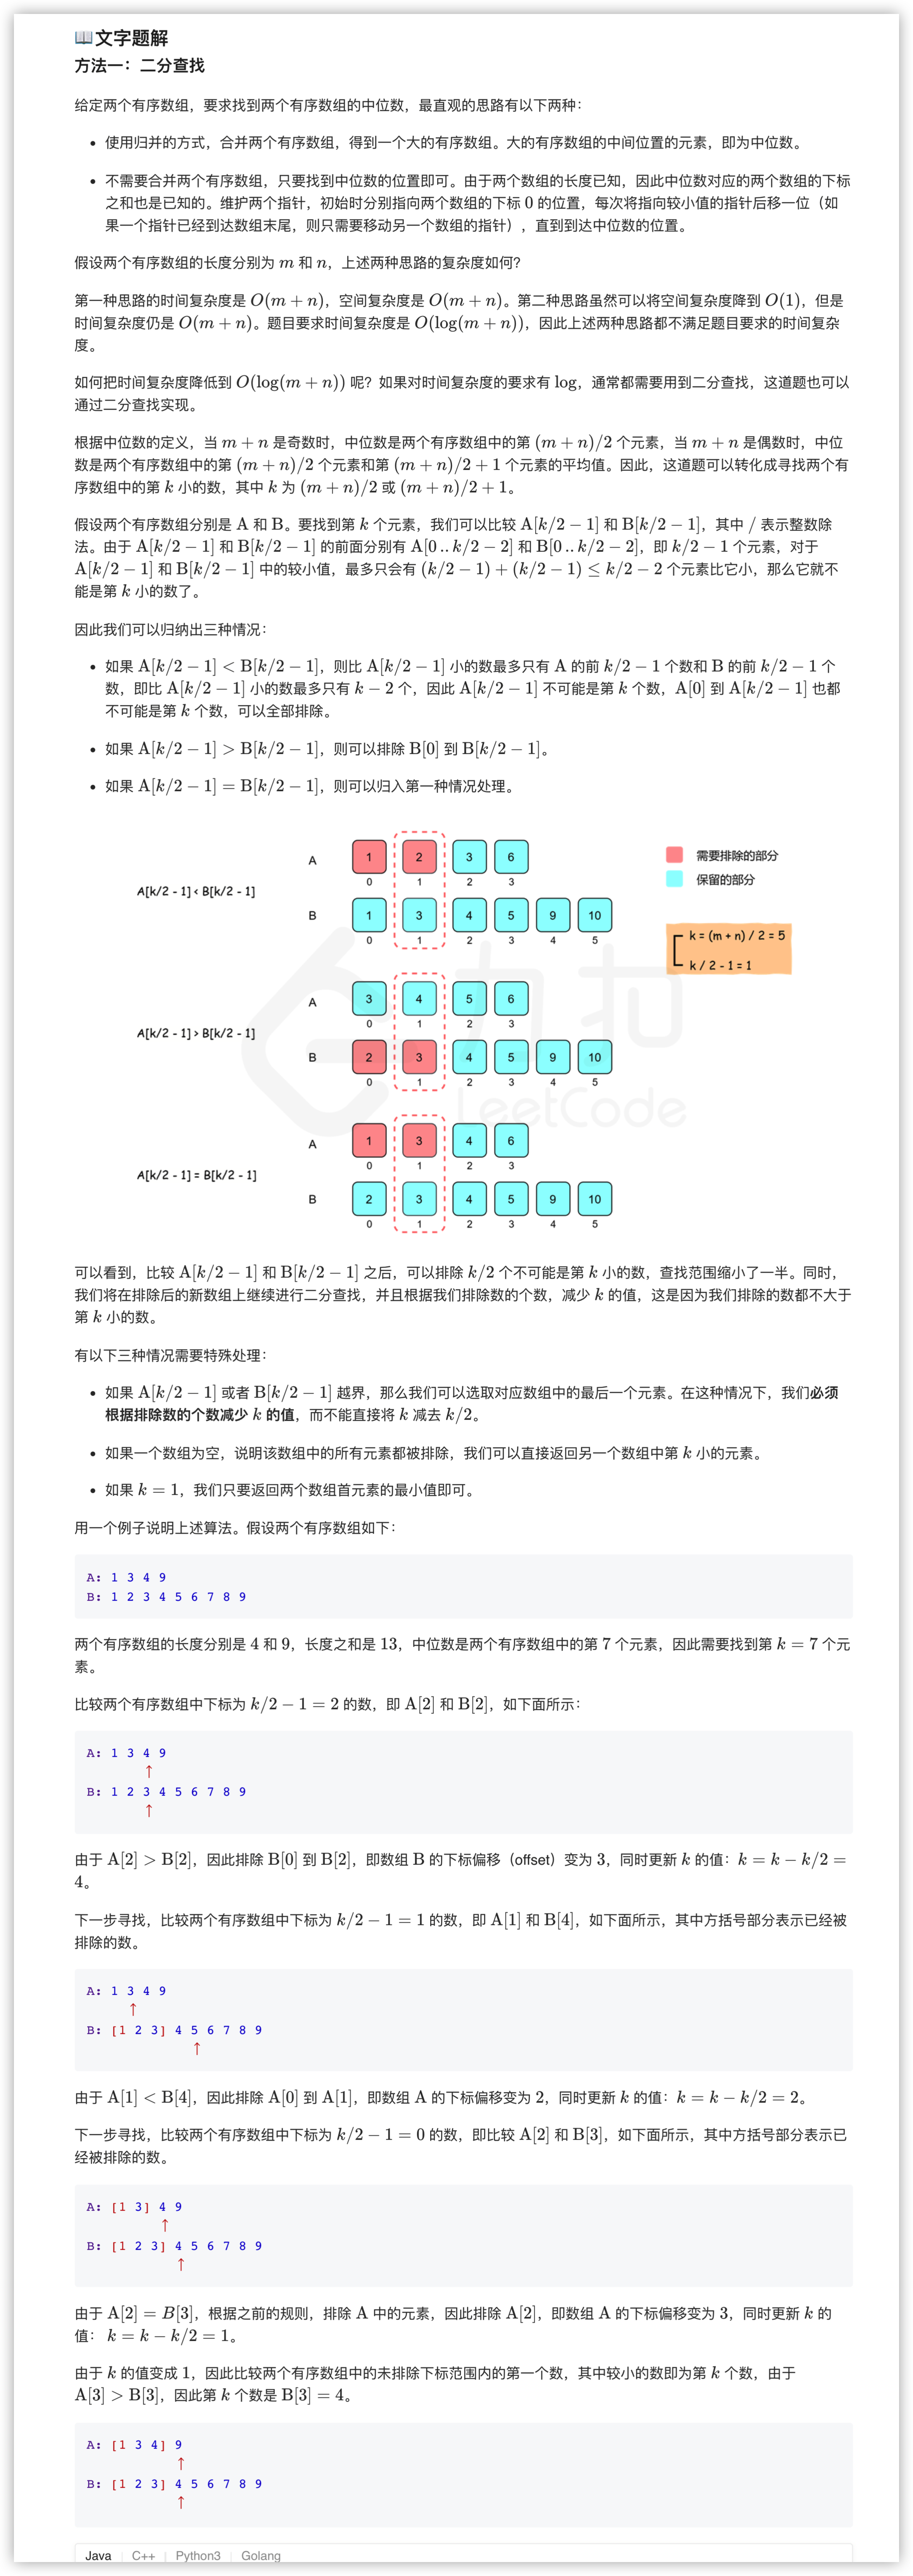 📖文字题解
方法一：二分查找
给定两个有序数组，要求找到两个有序数组的中位数，最直观的思路有以下两种：
• 使用归并的方式，合并两个有序数组，得到一个大的有序数组。大的有序数组的中间位置的元素，即为中位数。
• 不需要合并两个有序数组，只要找到中位数的位置即可。由于两个数组的长度已知，因此中位数对应的两个数组的下标
之和也是已知的。维护两个指针，初始时分别指向两个数组的下标 0 的位置，每次将指向较小值的指针后移一位（如
果一个指针已经到达数组末尾，则只需要移动另一个数组的指针），直到到达中位数的位置。
假设两个有序数组的长度分别为 m 和 n，上述两种思路的复杂度如何？
第一种思路的时间复杂度是 O(m + n)，空间复杂度是 O(m + n)。第二种思路虽然可以将空间复杂度降到 O(1)，但是
时间复杂度仍是 O(m + n)。题目要求时间复杂度是 O(log(m + n))，因此上述两种思路都不满足题目要求的时间复杂
度。
如何把时间复杂度降低到 O(log(m + n)) 呢？如果对时间复杂度的要求有 log，通常都需要用到二分查找，这道题也可以
通过二分查找实现。
根据中位数的定义，当 m + n 是奇数时，中位数是两个有序数组中的第 (m + n)/2 个元素，当 m + n 是偶数时，中位
数是两个有序数组中的第 (m + n)/2 个元素和第 (m + n)/2 + 1 个元素的平均值。因此，这道题可以转化成寻找两个有
序数组中的第 k 小的数，其中 k 为 (m + n)/2 或 (m + n)/2 + 1。
假设两个有序数组分别是 A 和 B。要找到第 k 个元素，我们可以比较 A[k/2 − 1] 和 B[k/2 − 1]，其中 / 表示整数除
法。由于 A[k/2 − 1] 和 B[k/2 − 1] 的前面分别有 A[0 .. k/2 − 2] 和 B[0 .. k/2 − 2]，即 k/2 − 1 个元素，对于
A[k/2 − 1] 和 B[k/2 − 1] 中的较小值，最多只会有 (k/2 − 1) + (k/2 − 1) ≤ k/2 − 2 个元素比它小，那么它就不
能是第 k 小的数了。
因此我们可以归纳出三种情况：
• 如果 A[k/2 − 1] < B[k/2 − 1]，则比 A[k/2 − 1] 小的数最多只有 A 的前 k/2 − 1 个数和 B 的前 k/2 − 1 个
数，即比 A[k/2 − 1] 小的数最多只有 k − 2 个，因此 A[k/2 − 1] 不可能是第 k 个数，A[0] 到 A[k/2 − 1] 也都
不可能是第 k 个数，可以全部排除。
• 如果 A[k/2 − 1] > B[k/2 − 1]，则可以排除 B[0] 到 B[k/2 − 1]。
• 如果 A[k/2 − 1] = B[k/2 − 1]，则可以归入第一种情况处理。
A[k/2 - 1] < B[k/2 - 1]
A 1 2 3 6
0 1 2 3
B 1 3 4 5 9 10
0 1 2 3 4 5
需要排除的部分
保留的部分
k = (m + n) / 2 = 5
k / 2 - 1 = 1
A[k/2 - 1] > B[k/2 - 1]
A 3 4 5 6
0 1 2 3
B 2 3 4 5 9 10
0 1 2 3 4 5
力扣
LeetCode
A[k/2 - 1] = B[k/2 - 1]
A 1 3 4 6
0 1 2 3
B 2 3 4 5 9 10
0 1 2 3 4 5
可以看到，比较 A[k/2 − 1] 和 B[k/2 − 1] 之后，可以排除 k/2 个不可能是第 k 小的数，查找范围缩小了一半。同时，
我们将在排除后的新数组上继续进行二分查找，并且根据我们排除数的个数，减少 k 的值，这是因为我们排除的数都不大于
第 k 小的数。
有以下三种情况需要特殊处理：
• 如果 A[k/2 − 1] 或者 B[k/2 − 1] 越界，那么我们可以选取对应数组中的最后一个元素。在这种情况下，我们必须
根据排除数的个数减少 k 的值，而不能直接将 k 减去 k/2。
• 如果一个数组为空，说明该数组中的所有元素都被排除，我们可以直接返回另一个数组中第 k 小的元素。
• 如果 k = 1，我们只要返回两个数组首元素的最小值即可。
用一个例子说明上述算法。假设两个有序数组如下：
A: 1 3 4 9
B: 1 2 3 4 5 6 7 8 9
两个有序数组的长度分别是 4 和 9，长度之和是 13，中位数是两个有序数组中的第 7 个元素，因此需要找到第 k = 7 个元
素。
比较两个有序数组中下标为 k/2 − 1 = 2 的数，即 A[2] 和 B[2]，如下面所示：
A: 1 3 4 9
↑
B: 1 2 3 4 5 6 7 8 9
↑
由于 A[2] > B[2]，因此排除 B[0] 到 B[2]，即数组 B 的下标偏移（offset）变为 3，同时更新 k 的值：k = k − k/2 =
4。
下一步寻找，比较两个有序数组中下标为 k/2 − 1 = 1 的数，即 A[1] 和 B[4]，如下面所示，其中方括号部分表示已经被
排除的数。
A: 1 3 4 9
↑
B: [1 2 3] 4 5 6 7 8 9
↑
由于 A[1] < B[4]，因此排除 A[0] 到 A[1]，即数组 A 的下标偏移变为 2，同时更新 k 的值：k = k − k/2 = 2。
下一步寻找，比较两个有序数组中下标为 k/2 − 1 = 0 的数，即比较 A[2] 和 B[3]，如下面所示，其中方括号部分表示已
经被排除的数。
A: [1 3] 4 9
↑
B: [1 2 3] 4 5 6 7 8 9
↑
由于 A[2] = B[3]，根据之前的规则，排除 A 中的元素，因此排除 A[2]，即数组 A 的下标偏移变为 3，同时更新 k 的
值： k = k − k/2 = 1。
由于 k 的值变成 1，因此比较两个有序数组中的未排除下标范围内的第一个数，其中较小的数即为第 k 个数，由于
A[3] > B[3]，因此第 k 个数是 B[3] = 4。
A: [1 3 4] 9
↑
B: [1 2 3] 4 5 6 7 8 9
↑
Java | C++ | Python3 | Golang